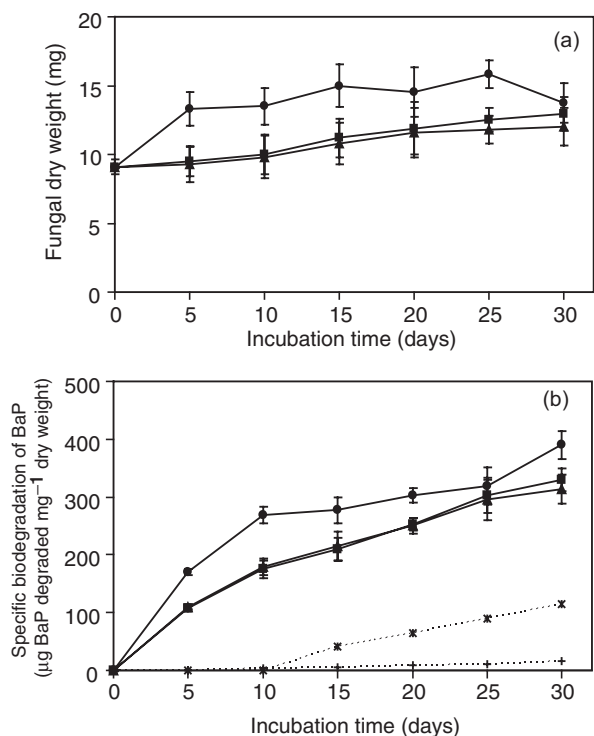 (a)
Fungal dry weight (mg)
20
15
10
5
0
0 5 10 15 20 25 30
Incubation time (days)
(b)
Specific biodegradation of BaP
(µg BaP degraded mg⁻¹ dry weight)
500
400
300
200
100
0
0 5 10 15 20 25 30
Incubation time (days)